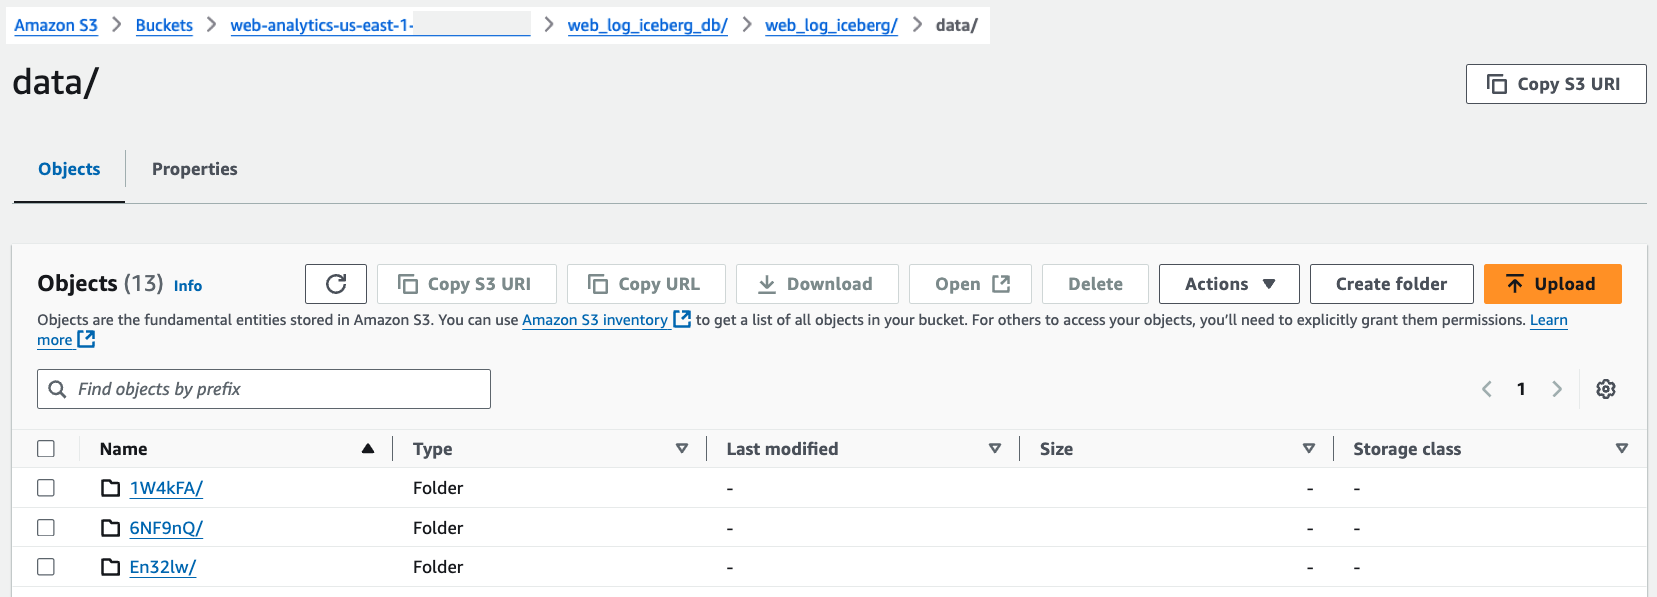 Amazon S3 > Buckets > web-analytics-us-east-1- > web_log_iceberg_db/ > web_log_iceberg/ > data/
data/
Copy S3 URI
Objects Properties
Objects (13) Info Copy S3 URI Copy URL Download Open Delete Actions Create folder Upload
Objects are the fundamental entities stored in Amazon S3. You can use Amazon S3 inventory to get a list of all objects in your bucket. For others to access your objects, you’ll need to explicitly grant them permissions. Learn
more
Find objects by prefix 1
Name Type Last modified Size Storage class
1W4kFA/ Folder - - -
6NF9nQ/ Folder - - -
En32lw/ Folder - - -